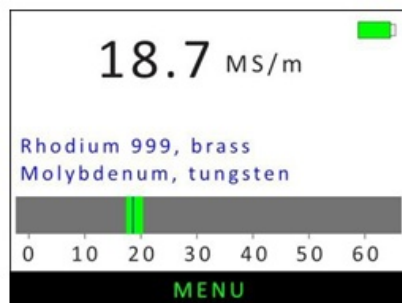 18.7 MS/m
Rhodium 999, brass
Molybdenum, tungsten
0 10 20 30 40 50 60
MENU